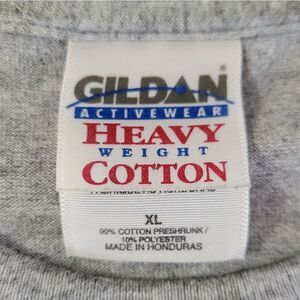 GILDAN
ACTIVEWEAR
HEAVY
WEIGHT
COTTON
XL
90% COTTON PRESHRUNK /
10% POLYESTER
MADE IN HONDURAS